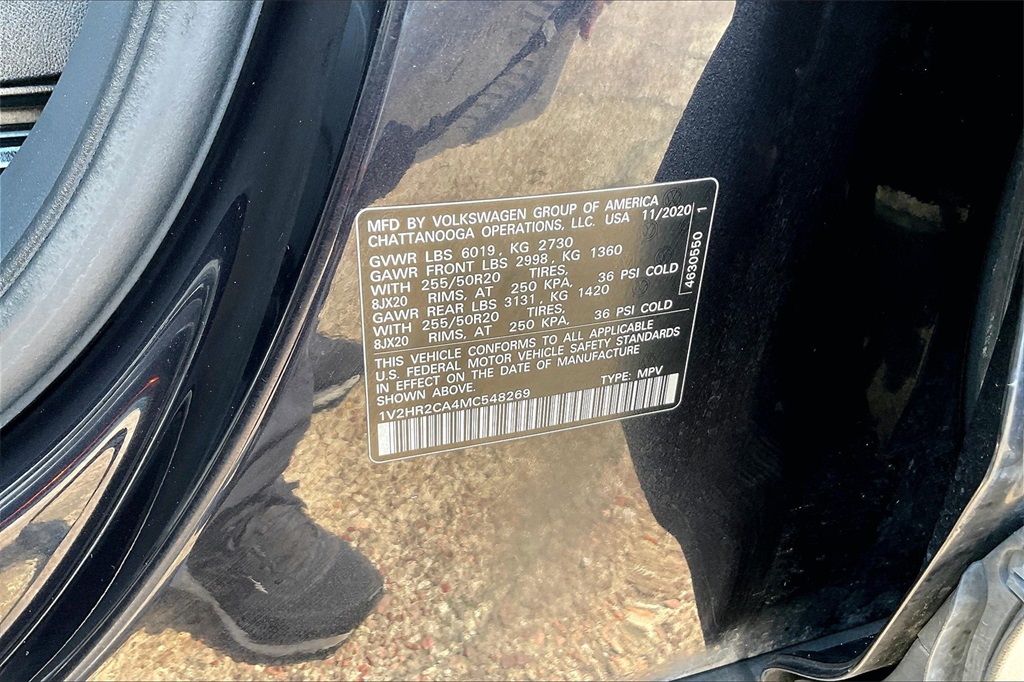 MFD BY VOLKSWAGEN GROUP OF AMERICA
CHATTANOOGA OPERATIONS, LLC. USA 11/2020
GVWR LBS 6019, KG 2730
GAWR FRONT LBS 2998, KG 1360
WITH 255/50R20 TIRES,
8JX20 RIMS, AT 250 KPA, 36 PSI COLD
GAWR REAR LBS 3131, KG 1420
WITH 255/50R20 TIRES,
8JX20 RIMS, AT 250 KPA, 36 PSI COLD
THIS VEHICLE CONFORMS TO ALL APPLICABLE
U.S. FEDERAL MOTOR VEHICLE SAFETY STANDARDS
IN EFFECT ON THE DATE OF MANUFACTURE
SHOWN ABOVE.
TYPE: MPV
1V2HR2CA4MC548269
4630550 1